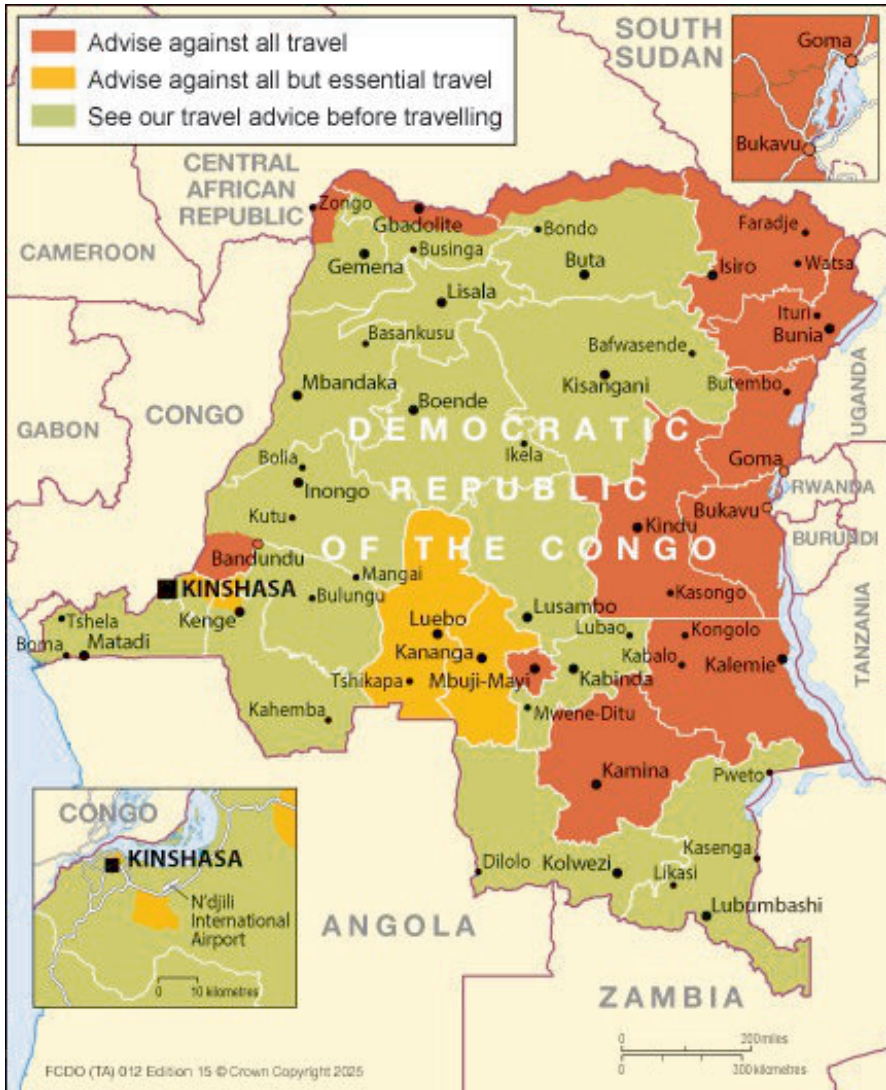 Advise against all travel
Advise against all but essential travel
See our travel advice before travelling
SOUTH
SUDAN
Goma
Bukavu
CENTRAL
AFRICAN
REPUBLIC
CAMEROON
Zongo
Gbadolite
Businga
Gemena
Bondo
Buta
Faradje
Watsa
Isiro
Lisala
Ituri
Bunia
Basankusu
Bafwasende
Mbandaka
Boende
Kisangani
Butembo
UGANDA
CONGO
GABON
DEMOCRATIC
Ikela
Bolia
Inongo
REPUBLIC
Goma
RWANDA
Kutu
Kindu
Bukavu
BURUNDI
Bandundu
OF THE CONGO
Mangai
KINSHASA
Bulungu
Kasongo
Tshela
Kenge
Luebo
Lusambo
TANZANIA
Boma
Matadi
Lubao
Kongolo
Kananga
Kabalo
Kalemie
Tshikapa
Mbuji-Mayi
Kabinda
Kahemba
Mwene-Ditu
Kamina
Pweto
CONGO
KINSHASA
N'djili
International
Airport
0 10 kilometres
Dilolo
Kolwezi
Likasi
Kasenga
Lubumbashi
ANGOLA
ZAMBIA
0 200 miles
0 300 kilometres
FCDO (TA) 012 Edition 15 © Crown Copyright 2025